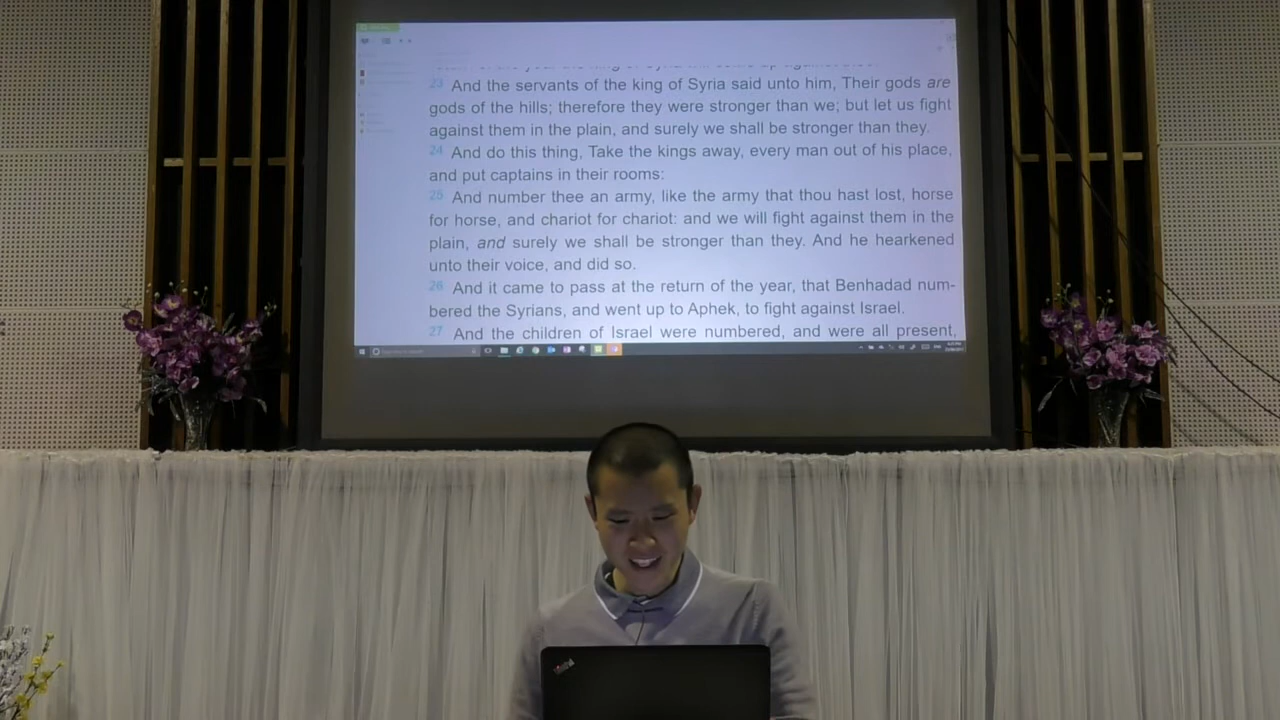 23 And the servants of the king of Syria said unto him, Their gods are
gods of the hills; therefore they were stronger than we; but let us fight
against them in the plain, and surely we shall be stronger than they.
24 And do this thing, Take the kings away, every man out of his place,
and put captains in their rooms:
25 And number thee an army, like the army that thou hast lost, horse
for horse, and chariot for chariot: and we will fight against them in the
plain, and surely we shall be stronger than they. And he hearkened
unto their voice, and did so.
26 And it came to pass at the return of the year, that Benhadad num-
bered the Syrians, and went up to Aphek, to fight against Israel.
27 And the children of Israel were numbered, and were all present,